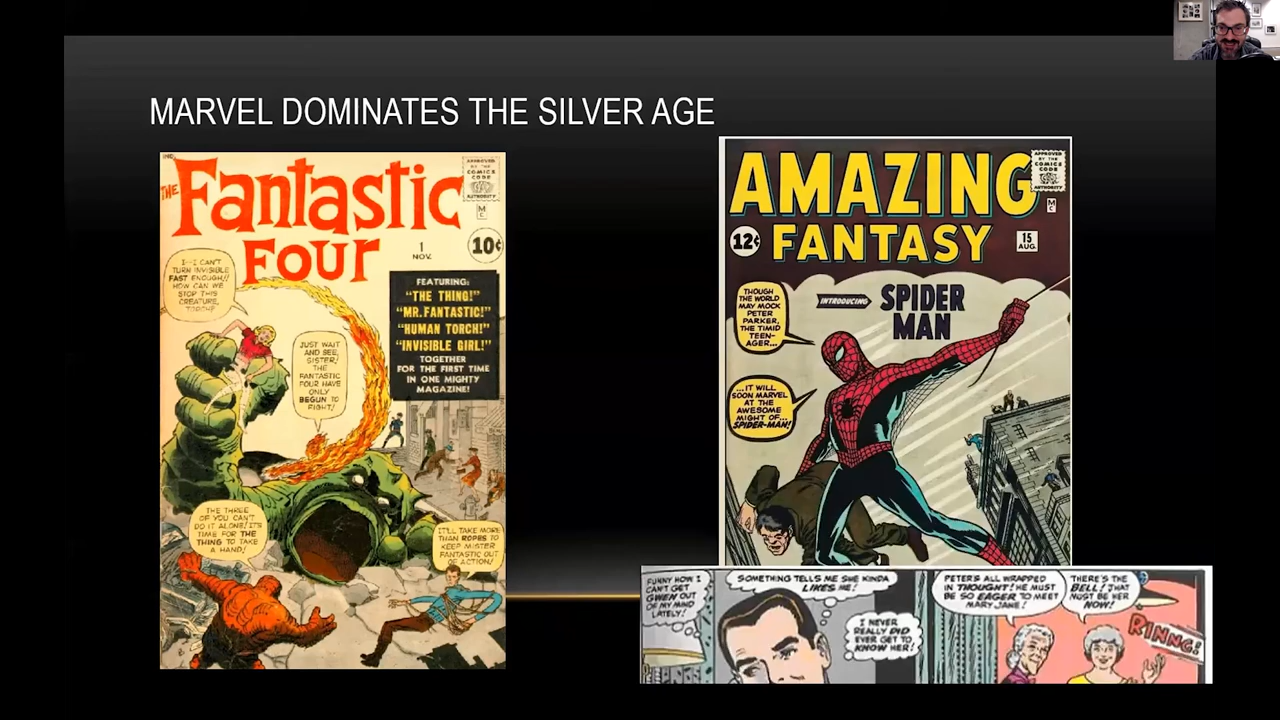 MARVEL DOMINATES THE SILVER AGE
THE
Fantastic
FOUR
APPROVED
BY THE
COMICS
CODE
AUTHORITY
M
C
1
NOV.
10¢
I--I CAN'T
TURN INVISIBLE
FAST ENOUGH!!
HOW CAN WE
STOP THIS
CREATURE,
TORCH?
JUST WAIT
AND SEE,
SISTER!
THE
FANTASTIC
FOUR HAVE
ONLY
BEGUN TO
FIGHT!
FEATURING:
"THE THING!"
"MR. FANTASTIC!"
"HUMAN TORCH!"
"INVISIBLE GIRL!"
TOGETHER
FOR THE FIRST TIME
IN ONE MIGHTY
MAGAZINE!
THE THREE
OF YOU CAN'T
DO IT ALONE! IT'S
TIME FOR THE
THING TO TAKE
A HAND!
IT'LL TAKE MORE
THAN ROPES TO
KEEP MISTER
FANTASTIC OUT
OF ACTION!
AMAZING
FANTASY
APPROVED
BY THE
COMICS
CODE
AUTHORITY
M
C
12¢
15
AUG.
INTRODUCING
SPIDER
MAN
THOUGH
THE WORLD
MAY MOCK
PETER
PARKER,
THE TIMID
TEEN-
AGER...
...IT WILL
SOON MARVEL
AT THE
AWESOME
MIGHT OF...
SPIDER-MAN!
FUNNY HOW I
CAN'T GET
GWEN OUT
OF MY MIND
LATELY!
SOMETHING TELLS ME SHE KINDA
LIKES ME!
I NEVER
REALLY DID
EVER GET TO
KNOW HER!
PETER'S ALL WRAPPED
IN THOUGHT! HE MUST
BE SO EAGER TO MEET
MARY JANE!
THERE'S THE
BELL! THAT
MUST BE HER
NOW!
RINNG!